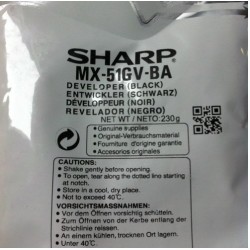 SHARP
MX-51GV-BA
DEVELOPER (BLACK)
ENTWICKLER (SCHWARZ)
DÉVELOPPEUR (NOIR)
REVELADOR (NEGRO)
NET WT / NETTO: 230g
Genuine supplies
Original-Verbrauchsmaterial
Fourniture d'origine garantie
Accesorios originales
CAUTIONS:
● Shake gently before opening.
● To open, tear along the dotted line starting
at notch.
● Store in a cool, dry place.
● Not to exceed 40°C.
VORSICHTSMASSNAHMEN:
● Vor dem Öffnen vorsichtig schütteln.
● Zum Öffnen von der Kerbe entlang der
Strichlinie reissen.
● An einem kühlen, trockenen Ort lagern.
● Unter 40°C